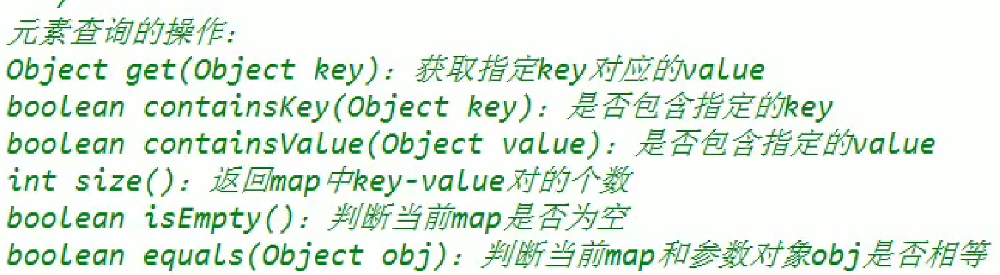 元素查询的操作：
Object get(Object key)：获取指定key对应的value
boolean containsKey(Object key)：是否包含指定的key
boolean containsValue(Object value)：是否包含指定的value
int size()：返回map中key-value对的个数
boolean isEmpty()：判断当前map是否为空
boolean equals(Object obj)：判断当前map和参数对象obj是否相等